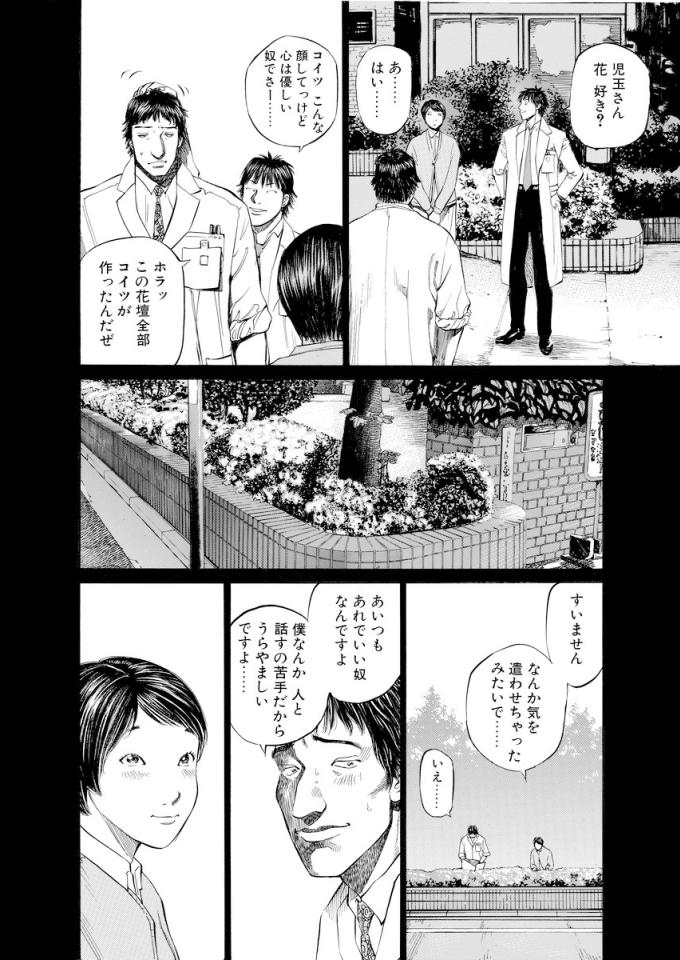 児玉さん
花 好き？
あ……
はい……
コイツ こんな
顔してっけど
心は優しい
奴でさー……
ホラッ
この花壇全部
コイツが
作ったんだぜ
すいません
なんか気を
遣わせちゃった
みたいで……
いえ……
あいつも
あれでいい奴
なんですよ
僕なんか 人と
話すの苦手だから
うらやましい
ですよ……